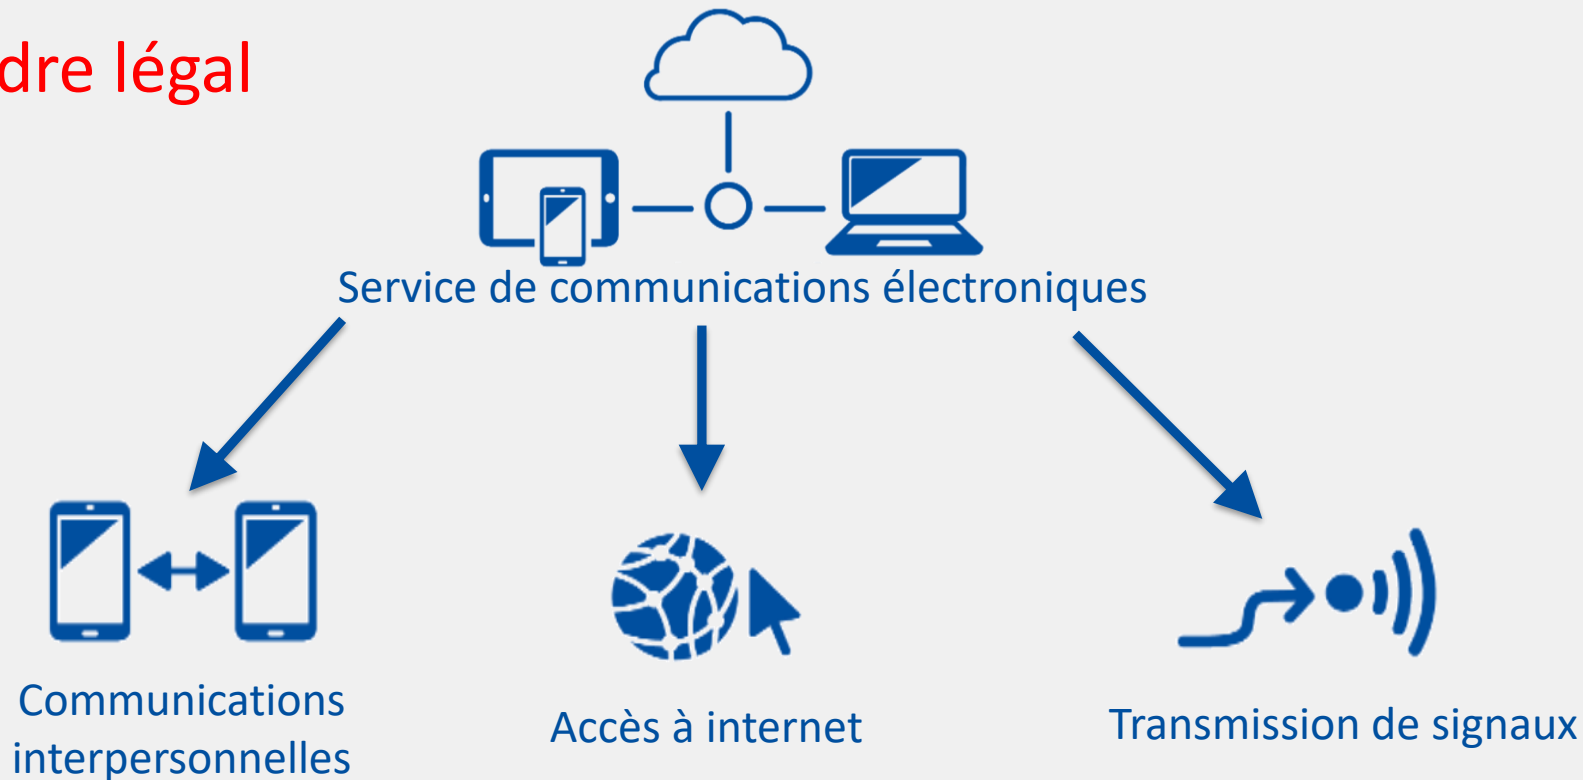 dre légal
Service de communications électroniques
Communications
interpersonnelles
Accès à internet
Transmission de signaux